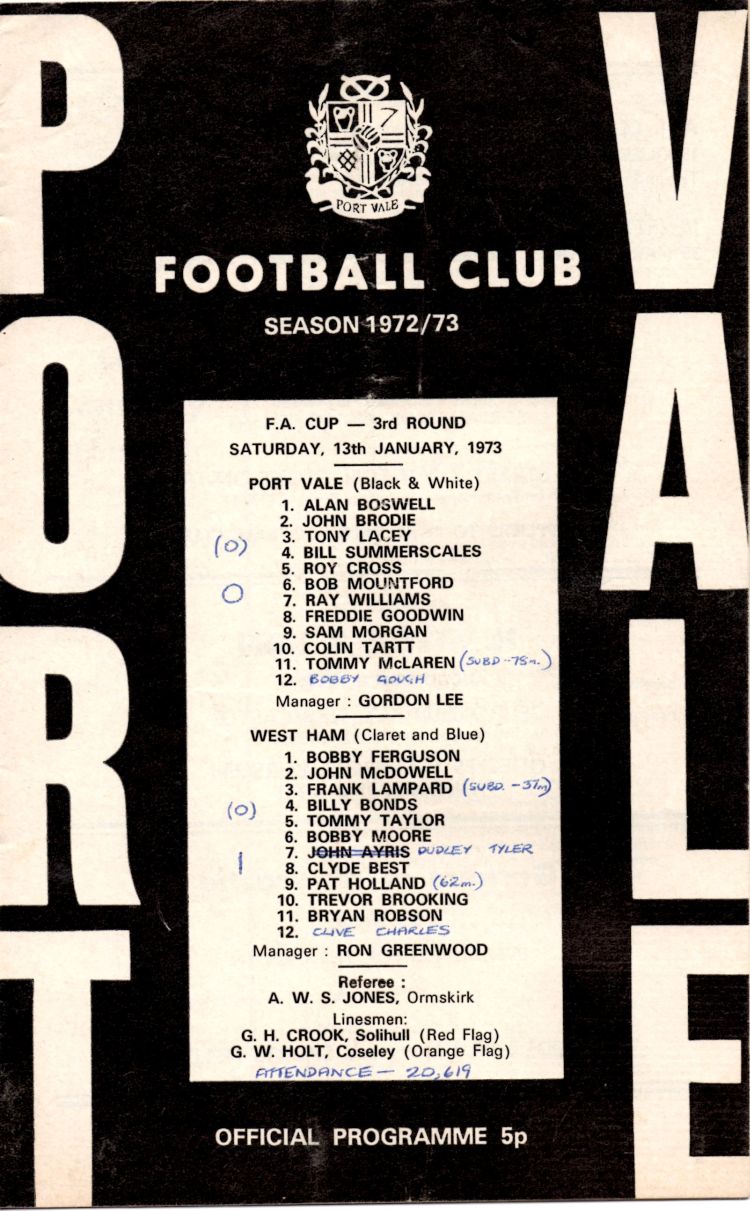 PORT
VALE
PORT VALE
FOOTBALL CLUB
SEASON 1972/73
F.A. CUP — 3rd ROUND
SATURDAY, 13th JANUARY, 1973
PORT VALE (Black & White)
1. ALAN BOSWELL
2. JOHN BRODIE
3. TONY LACEY
(0)
4. BILL SUMMERSCALES
5. ROY CROSS
6. BOB MOUNTFORD
0
7. RAY WILLIAMS
8. FREDDIE GOODWIN
9. SAM MORGAN
10. COLIN TARTT
11. TOMMY McLAREN (SUBD -78m.)
12. BOBBY GOUGH
Manager : GORDON LEE
WEST HAM (Claret and Blue)
1. BOBBY FERGUSON
2. JOHN McDOWELL
3. FRANK LAMPARD (SUBD. -37m)
(0) 4. BILLY BONDS
5. TOMMY TAYLOR
6. BOBBY MOORE
7. JOHN AYRIS DUDLEY TYLER
1 8. CLYDE BEST
9. PAT HOLLAND (62m.)
10. TREVOR BROOKING
11. BRYAN ROBSON
12. CLIVE CHARLES
Manager : RON GREENWOOD
Referee :
A. W. S. JONES, Ormskirk
Linesmen:
G. H. CROOK, Solihull (Red Flag)
G. W. HOLT, Coseley (Orange Flag)
ATTENDANCE — 20,619
OFFICIAL PROGRAMME 5p